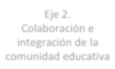 Eje 2.
Colaboración e
integración de la
comunidad educativa